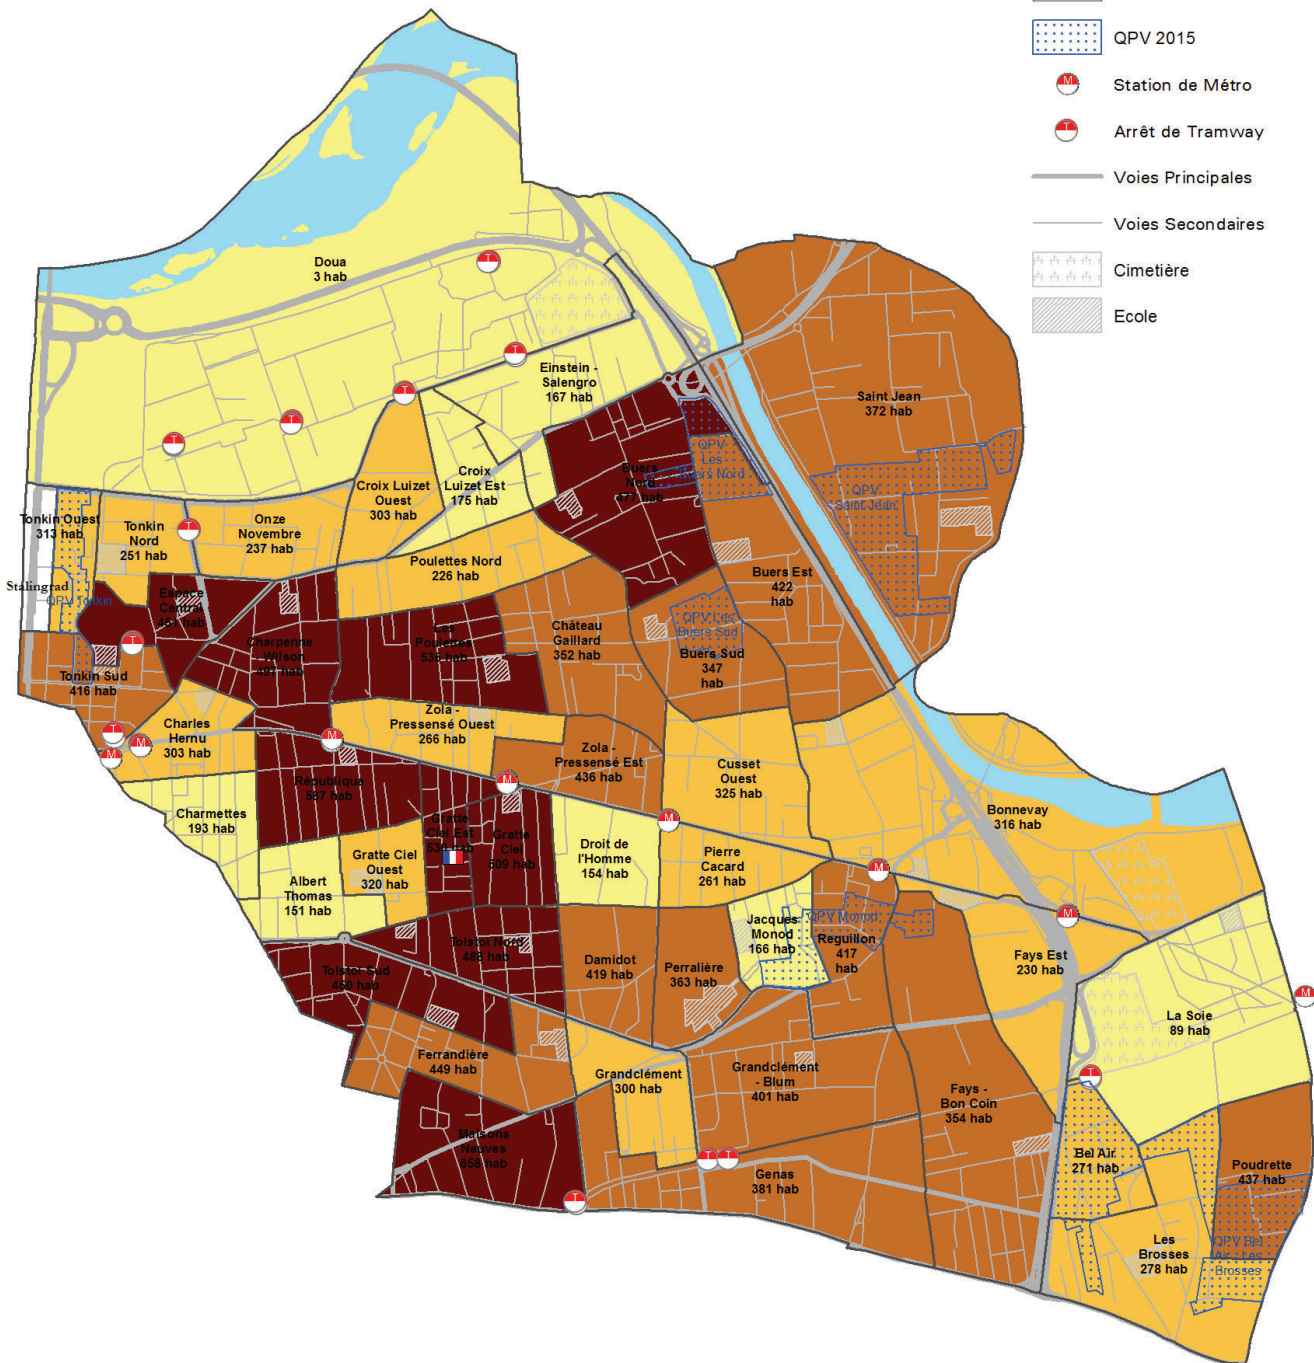 QPV 2015
M
Station de Métro
T
Arrêt de Tramway
Voies Principales
Voies Secondaires
Cimetière
Ecole
Doua
3 hab
T
T
T
T
T
Einstein -
Salengro
167 hab
Saint Jean
372 hab
QPV
Saint-Jean
QPV
Les
Buers Nord
Buers
Nord
477 hab
Croix
Luizet Est
175 hab
Croix Luizet
Ouest
303 hab
Onze
Novembre
237 hab
Tonkin
Nord
251 hab
T
Tonkin Ouest
313 hab
Stalingrad
QPV Tonkin
Espace
Central
481 hab
T
Tonkin Sud
416 hab
Charpenne
Wilson
497 hab
Poulettes Nord
226 hab
Les
Poulettes
535 hab
Château
Gaillard
352 hab
Buers Est
422
hab
QPV Les
Buers Sud
Buers Sud
347
hab
Charles
Hernu
303 hab
T
M
M
Zola -
Pressensé Ouest
266 hab
M
Zola -
Pressensé Est
436 hab
Cusset
Ouest
325 hab
Bonnevay
316 hab
République
587 hab
M
Charmettes
193 hab
Gratte
Ciel Est
530 hab
Gratte
Ciel
509 hab
Gratte Ciel
Ouest
320 hab
Droit de
l'Homme
154 hab
M
Pierre
Cacard
261 hab
M
Albert
Thomas
151 hab
Jacques
Monod
166 hab
QPV Monod
Reguillon
417
hab
M
Fays Est
230 hab
Tolstoi Nord
488 hab
Tolstoi Sud
450 hab
Damidot
419 hab
Perralière
363 hab
La Soie
89 hab
M
T
Ferrandière
449 hab
Grandclément
300 hab
Grandclément
- Blum
401 hab
Fays -
Bon Coin
354 hab
Maisons
Neuves
658 hab
T
T
T
Genas
381 hab
Bel Air
271 hab
Poudrette
437 hab
Les
Brosses
278 hab
QPV Bel
Air - Les
Brosses